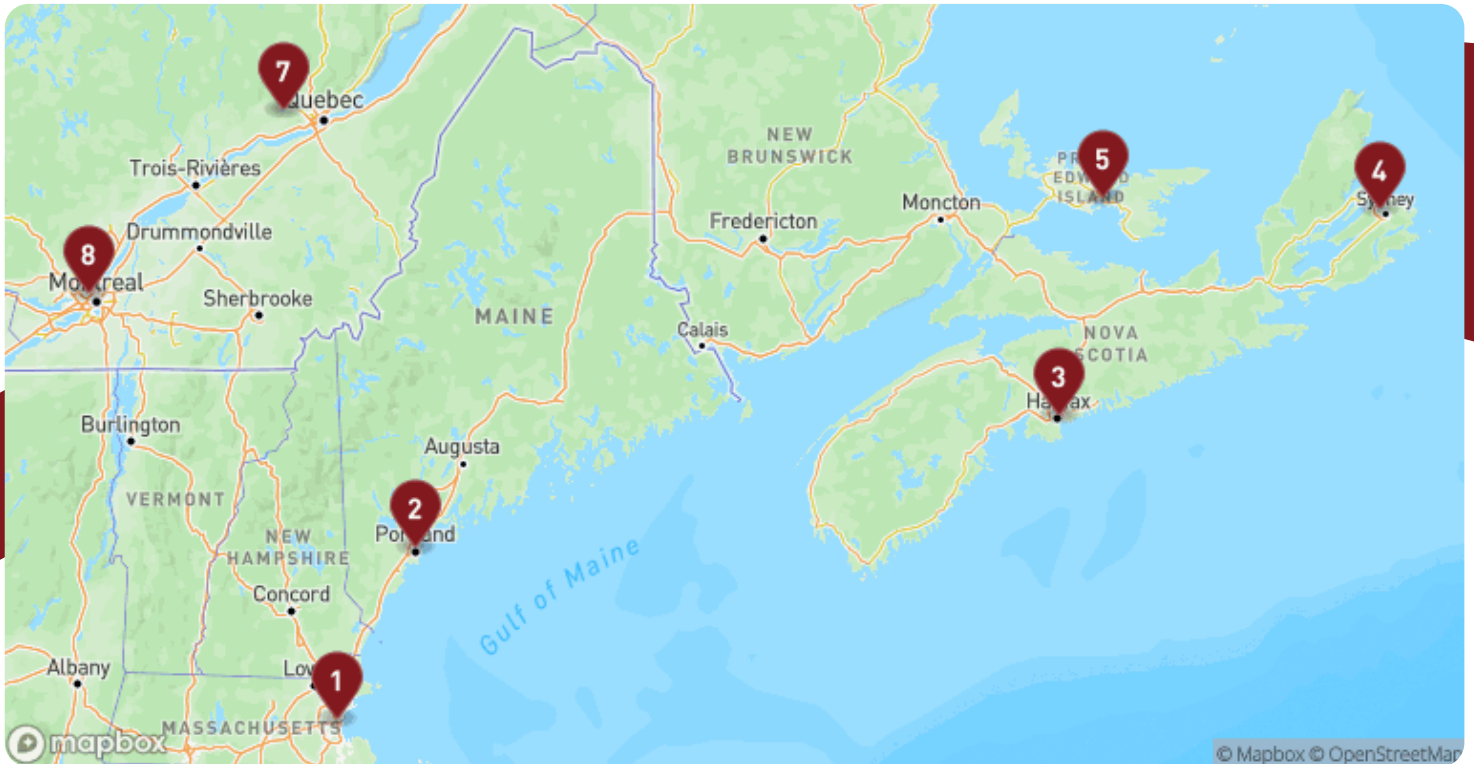 7
Quebec
Trois-Rivières
Drummondville
8
Montreal
Sherbrooke
NEW
BRUNSWICK
5
EDWARD
ISLAND
4
Sydney
Moncton
Fredericton
MAINE
Calais
NOVA
SCOTIA
3
Halifax
Burlington
Augusta
VERMONT
2
Portland
NEW
HAMPSHIRE
Gulf of Maine
Concord
Albany
1
MASSACHUSETTS
mapbox
© Mapbox © OpenStreetMap